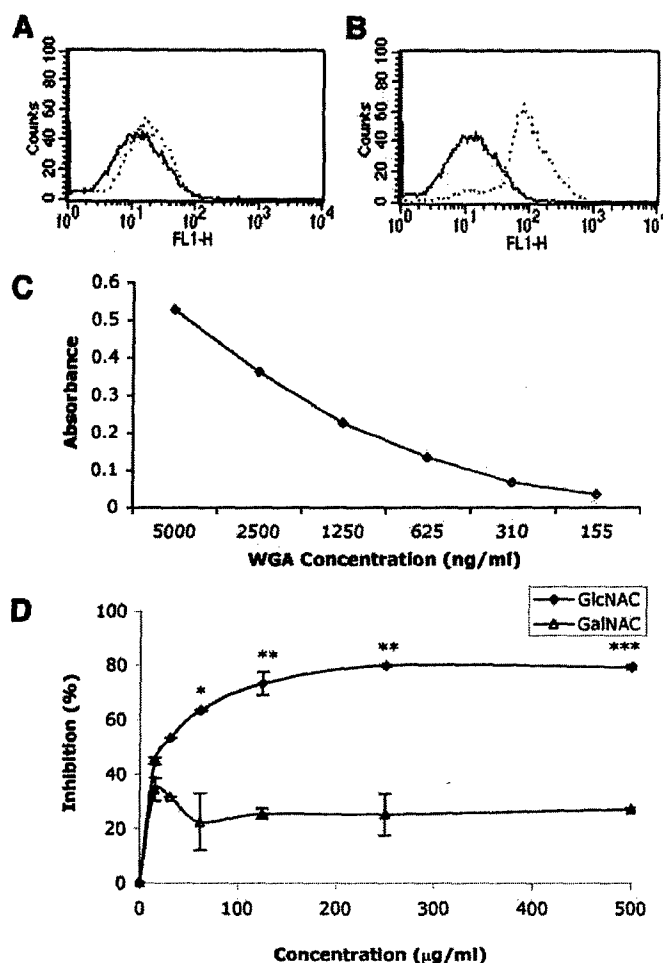 A
B
100
80
60
40
20
0
Counts
10^0 10^1 10^2 10^3 10^4
FL1-H
100
80
60
40
20
0
Counts
10^0 10^1 10^2 10^3
FL1-H
C
0.6
0.5
0.4
0.3
0.2
0.1
0
Absorbance
5000 2500 1250 625 310 155
WGA Concentration (ng/ml)
D
GlcNAC
GalNAC
100
80
60
40
20
0
Inhibition (%)
* ** ** ***
0 100 200 300 400 500
Concentration (µg/ml)